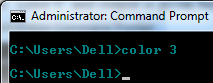 Administrator: Command Prompt
C:\Users\Dell>color 3
C:\Users\Dell>_